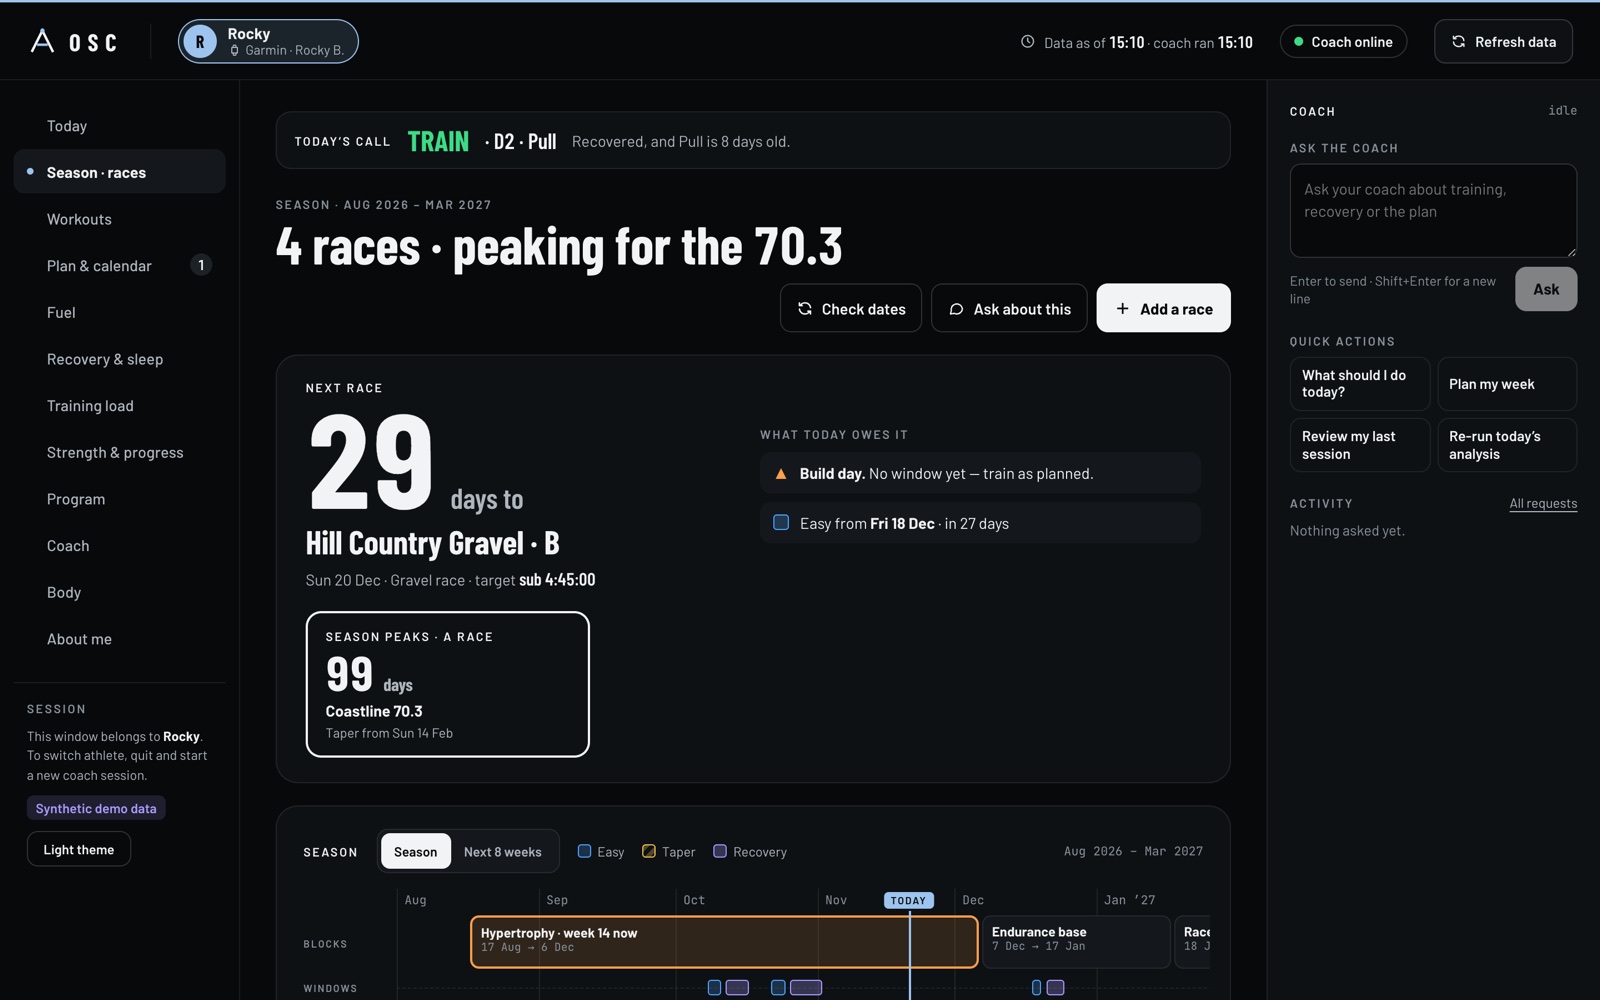 OSC
R
Rocky
Garmin · Rocky B.
Data as of 15:10 · coach ran 15:10
Coach online
Refresh data
Today
Season · races
Workouts
Plan & calendar
1
Fuel
Recovery & sleep
Training load
Strength & progress
Program
Coach
Body
About me
SESSION
This window belongs to Rocky.
To switch athlete, quit and start
a new coach session.
Synthetic demo data
Light theme
TODAY'S CALL TRAIN · D2 · Pull Recovered, and Pull is 8 days old.
SEASON · AUG 2026 – MAR 2027
4 races · peaking for the 70.3
Check dates
Ask about this
Add a race
NEXT RACE
29 days to
Hill Country Gravel · B
Sun 20 Dec · Gravel race · target sub 4:45:00
SEASON PEAKS · A RACE
99 days
Coastline 70.3
Taper from Sun 14 Feb
WHAT TODAY OWES IT
Build day. No window yet — train as planned.
Easy from Fri 18 Dec · in 27 days
SEASON
Season
Next 8 weeks
Easy
Taper
Recovery
Aug 2026 – Mar 2027
Aug
Sep
Oct
Nov
TODAY
Dec
Jan ’27
BLOCKS
Hypertrophy · week 14 now
17 Aug → 6 Dec
Endurance base
7 Dec → 17 Jan
Race
18 J
WINDOWS
COACH
idle
ASK THE COACH
Ask your coach about training,
recovery or the plan
Enter to send · Shift+Enter for a new
line
Ask
QUICK ACTIONS
What should I do
today?
Plan my week
Review my last
session
Re-run today’s
analysis
ACTIVITY
All requests
Nothing asked yet.